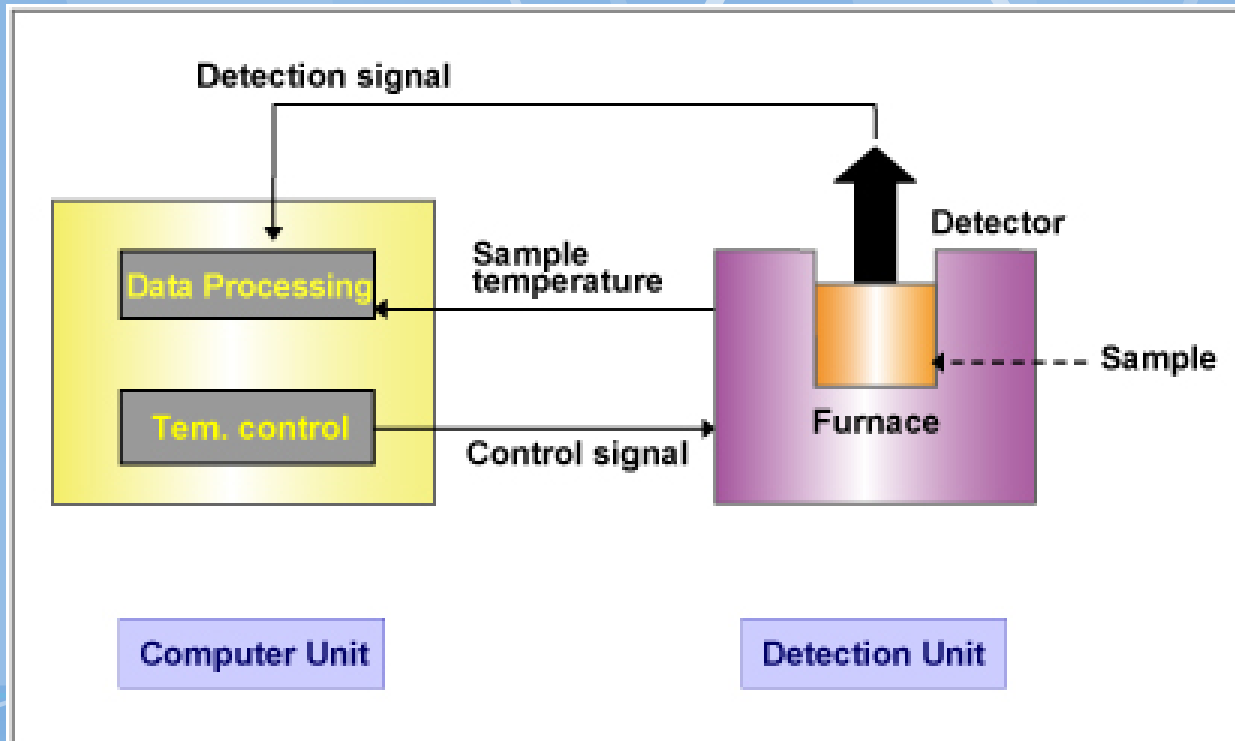 Detection signal
Detector
Sample
temperature
Data Processing
Sample
Furnace
Tem. control
Control signal
Computer Unit
Detection Unit